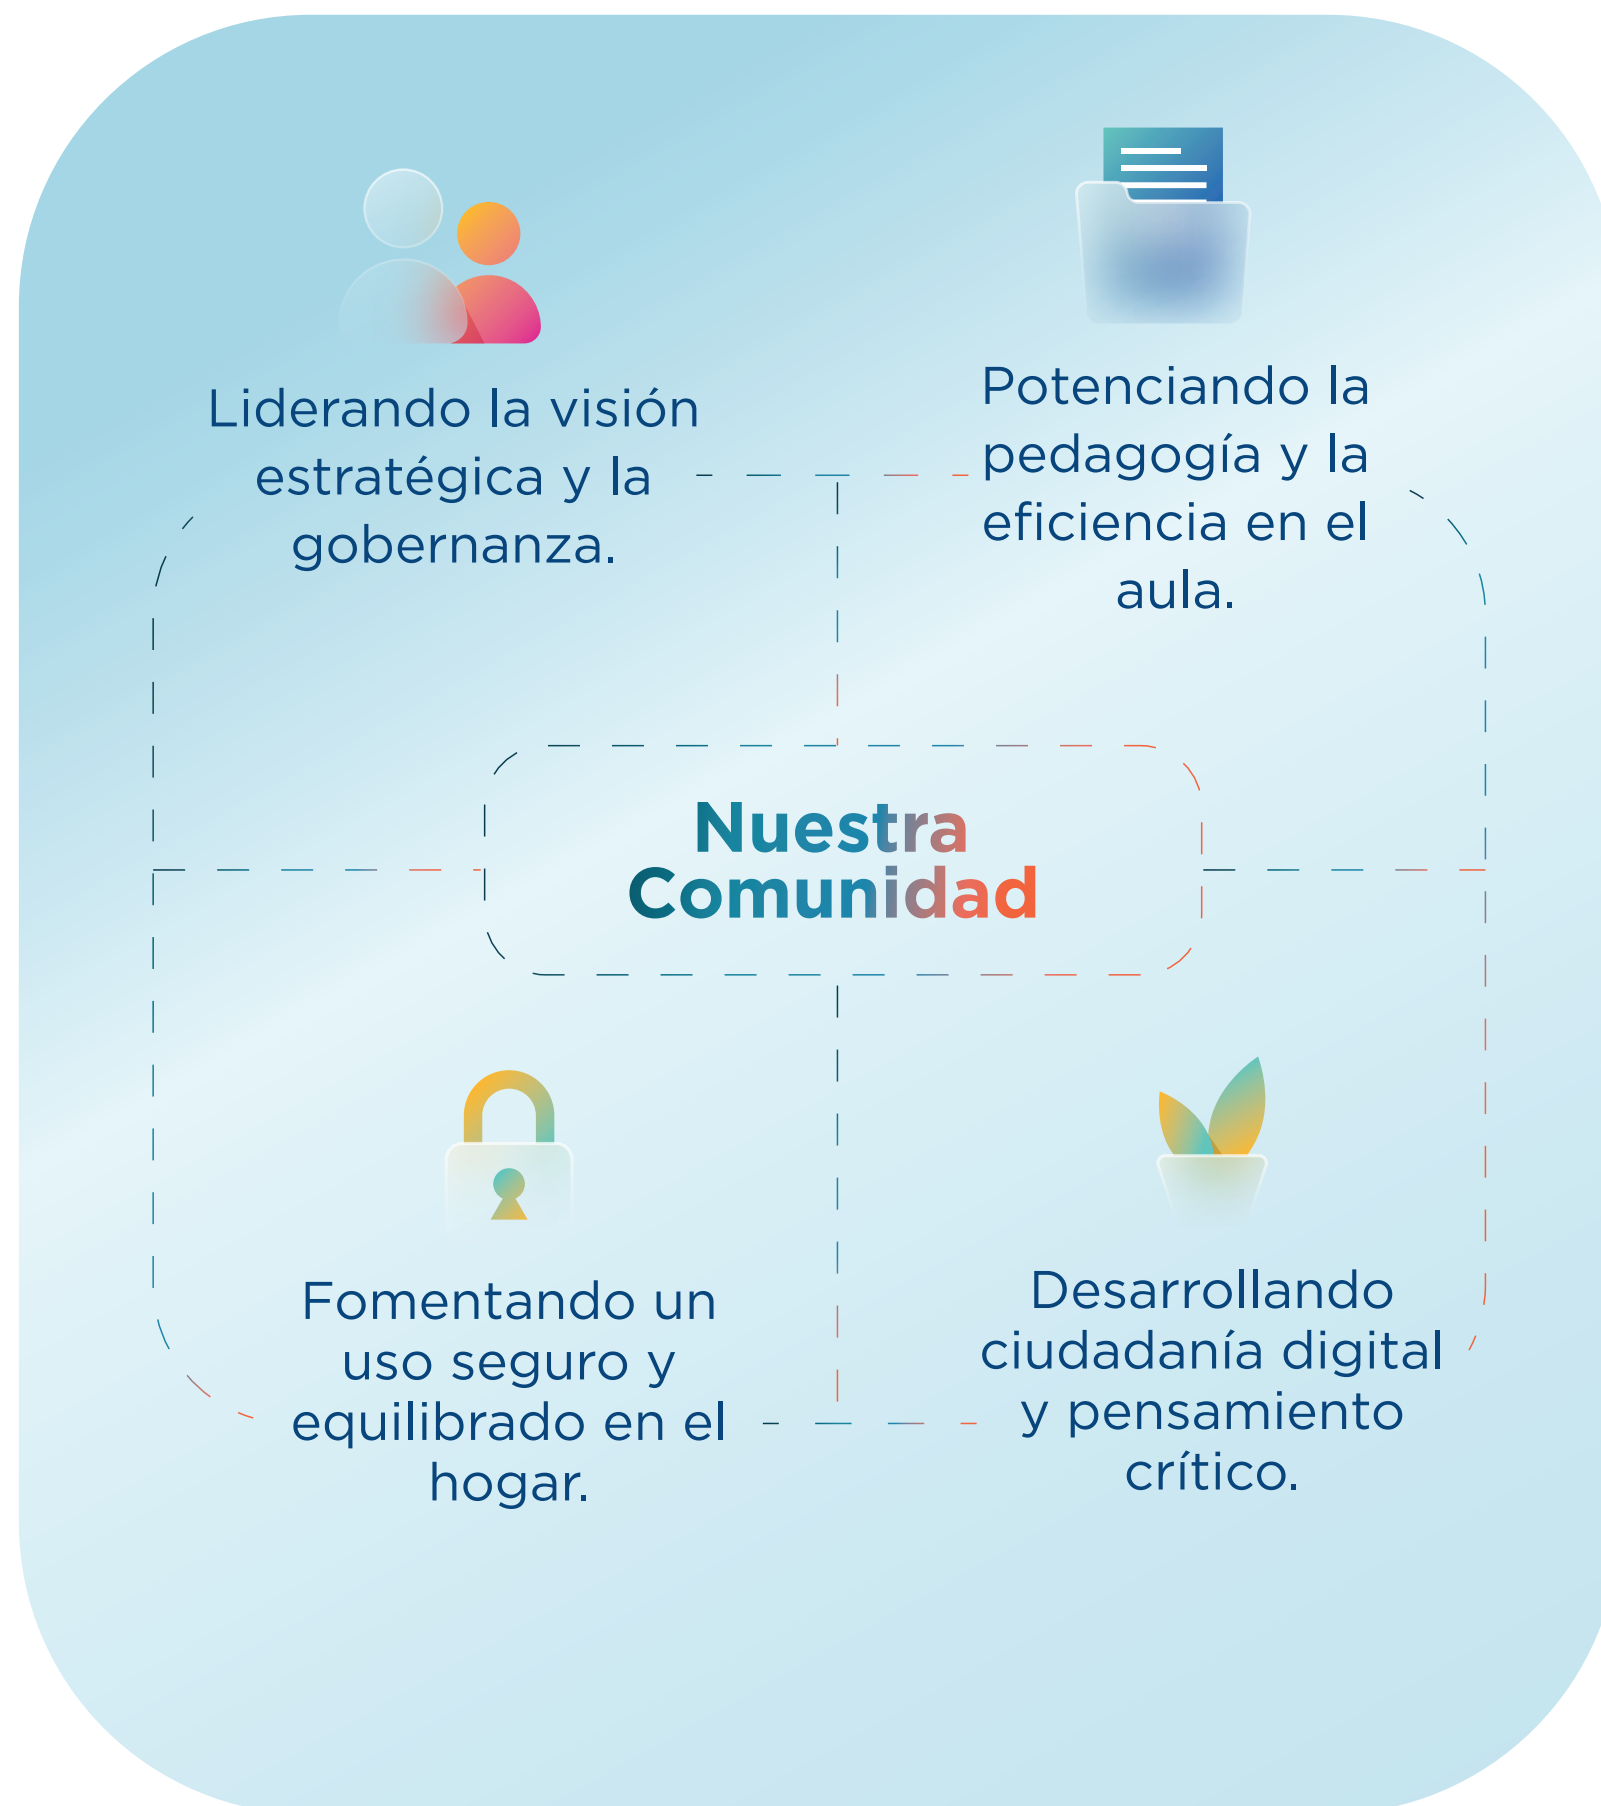 Liderando la visión
estratégica y la
gobernanza.
Potenciando la
pedagogía y la
eficiencia en el
aula.
Nuestra
Comunidad
Fomentando un
uso seguro y
equilibrado en el
hogar.
Desarrollando
ciudadanía digital
y pensamiento
crítico.